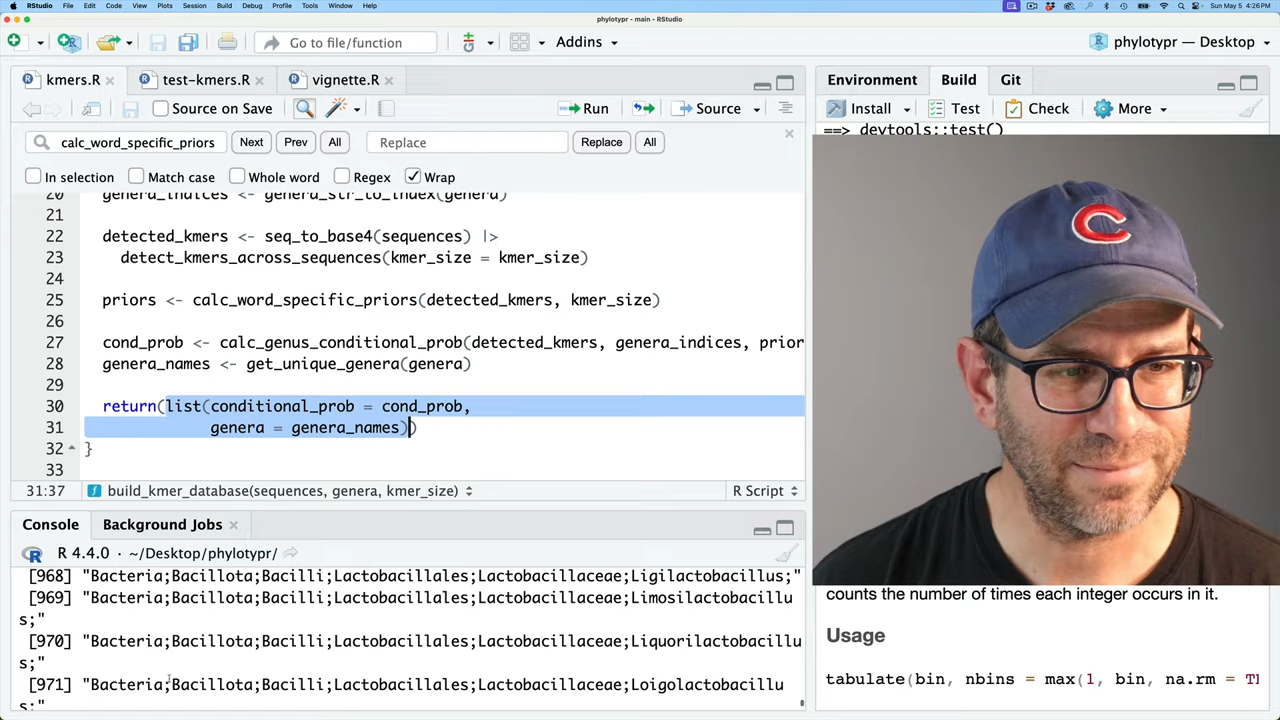 RStudio File Edit Code View Plots Session Build Debug Profile Tools Window Help Sun May 5 4:26 PM
phylotypr - main - RStudio
Go to file/function Addins phylotypr — Desktop
kmers.R test-kmers.R vignette.R
Source on Save Run Source
calc_word_specific_priors Next Prev All Replace Replace All
In selection Match case Whole word Regex Wrap
20 genera_indices <- genera_str_to_index(genera)
21
22 detected_kmers <- seq_to_base4(sequences) |>
23 detect_kmers_across_sequences(kmer_size = kmer_size)
24
25 priors <- calc_word_specific_priors(detected_kmers, kmer_size)
26
27 cond_prob <- calc_genus_conditional_prob(detected_kmers, genera_indices, prior
28 genera_names <- get_unique_genera(genera)
29
30 return(list(conditional_prob = cond_prob,
31 genera = genera_names))
32 }
33
31:37 build_kmer_database(sequences, genera, kmer_size) R Script
Console Background Jobs
R 4.4.0 · ~/Desktop/phylotypr/
[968] "Bacteria;Bacillota;Bacilli;Lactobacillales;Lactobacillaceae;Ligilactobacillus;"
[969] "Bacteria;Bacillota;Bacilli;Lactobacillales;Lactobacillaceae;Limosilactobacillu
s;"
[970] "Bacteria;Bacillota;Bacilli;Lactobacillales;Lactobacillaceae;Liquorilactobacillu
s;"
[971] "Bacteria;Bacillota;Bacilli;Lactobacillales;Lactobacillaceae;Loigolactobacillu
s;"
Environment Build Git
Install Test Check More
==> devtools::test()
C
counts the number of times each integer occurs in it.
Usage
tabulate(bin, nbins = max(1, bin, na.rm = TI